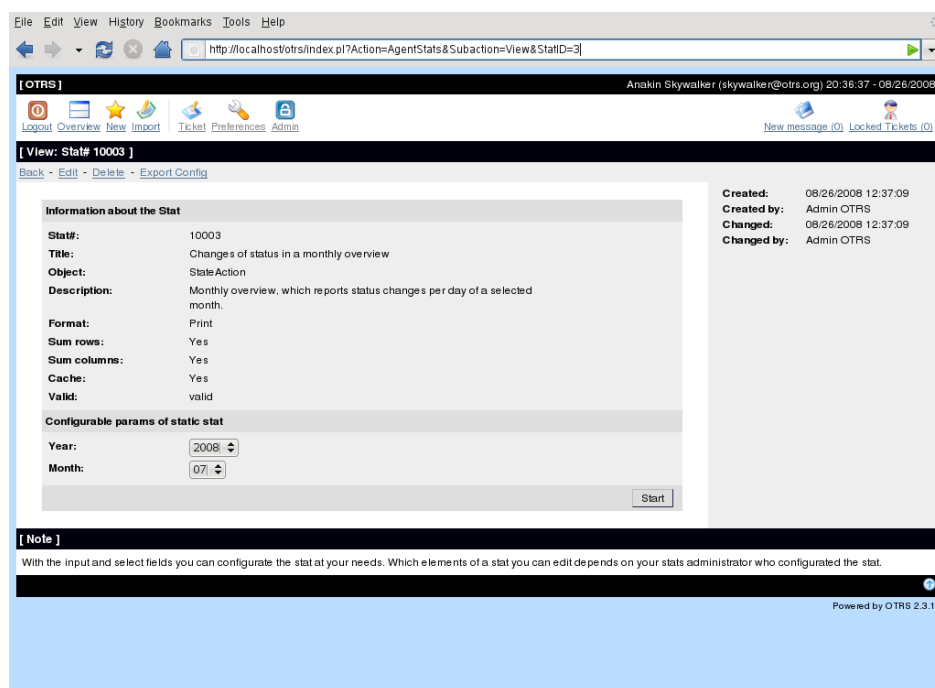 File Edit View History Bookmarks Tools Help
http://localhost/otrs/index.pl?Action=AgentStats&Subaction=View&StatID=3
[ OTRS ] Anakin Skywalker (skywalker@otrs.org) 20:36:37 - 08/26/2008
Logout Overview New Import Ticket Preferences Admin New message (0) Locked Tickets (0)
[ View: Stat# 10003 ]
Back - Edit - Delete - Export Config
Information about the Stat
Stat#: 10003
Title: Changes of status in a monthly overview
Object: StateAction
Description: Monthly overview, which reports status changes per day of a selected
month.
Format: Print
Sum rows: Yes
Sum columns: Yes
Cache: Yes
Valid: valid
Configurable params of static stat
Year: 2008
Month: 07
Start
Created: 08/26/2008 12:37:09
Created by: Admin OTRS
Changed: 08/26/2008 12:37:09
Changed by: Admin OTRS
[ Note ]
With the input and select fields you can configurate the stat at your needs. Which elements of a stat you can edit depends on your stats administrator who configurated the stat.
Powered by OTRS 2.3.1